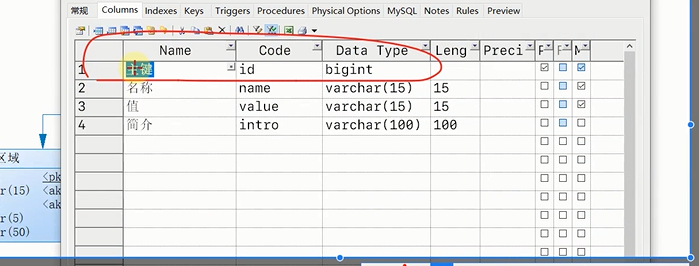 常规 Columns Indexes Keys Triggers Procedures Physical Options MySQL Notes Rules Preview
Name Code Data Type Leng Preci F F M
1 主键 id bigint
2 名称 name varchar(15) 15
3 值 value varchar(15) 15
4 简介 intro varchar(100) 100
区域
<pk
r(15) <ak
<ak
r(5)
r(50)